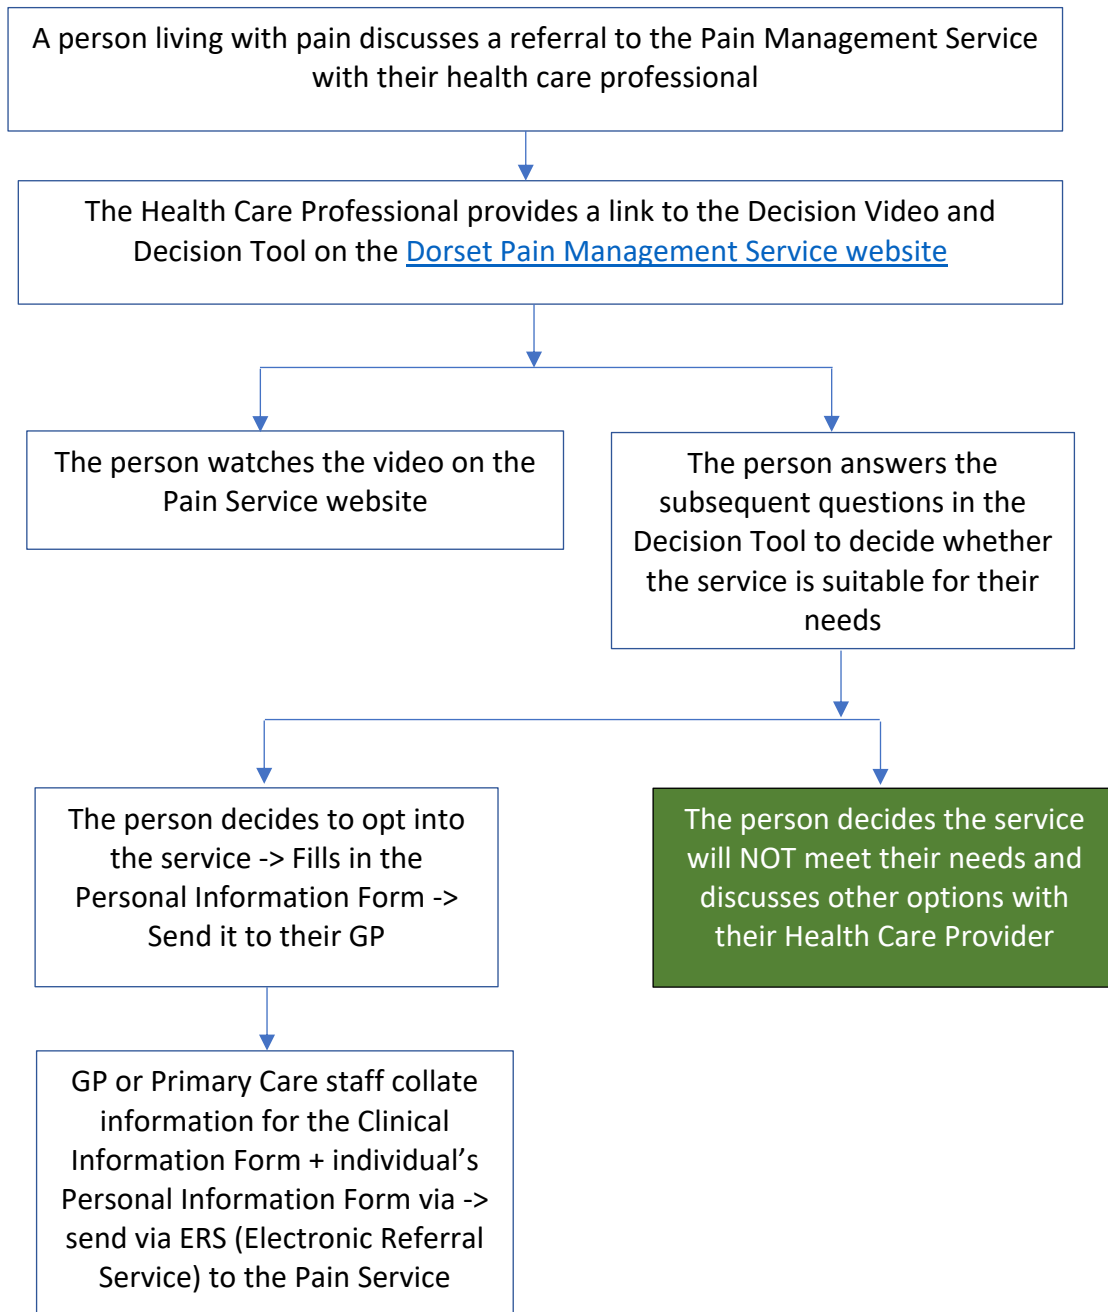 A person living with pain discusses a referral to the Pain Management Service
with their health care professional
The Health Care Professional provides a link to the Decision Video and
Decision Tool on the Dorset Pain Management Service website
The person watches the video on the
Pain Service website
The person answers the
subsequent questions in the
Decision Tool to decide whether
the service is suitable for their
needs
The person decides to opt into
the service -> Fills in the
Personal Information Form ->
Send it to their GP
The person decides the service
will NOT meet their needs and
discusses other options with
their Health Care Provider
GP or Primary Care staff collate
information for the Clinical
Information Form + individual’s
Personal Information Form via ->
send via ERS (Electronic Referral
Service) to the Pain Service